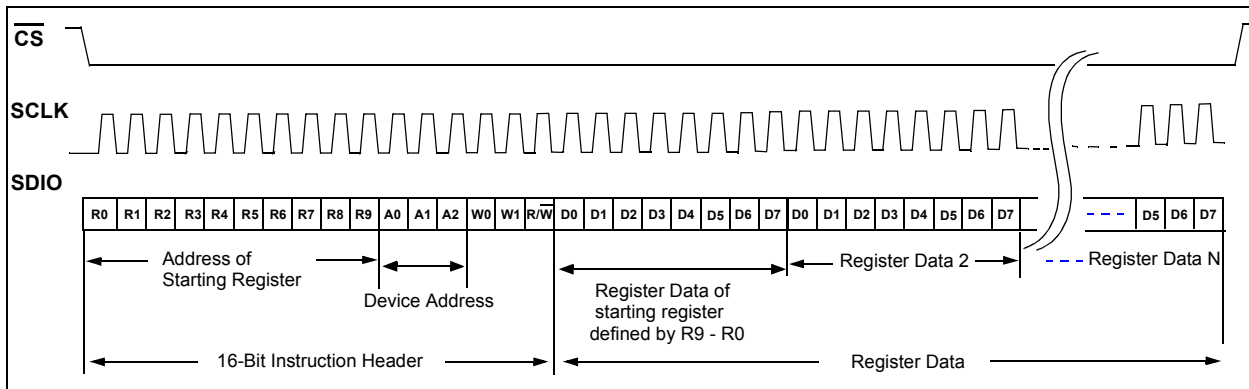 CS
SCLK
SDIO
R0 R1 R2 R3 R4 R5 R6 R7 R8 R9 A0 A1 A2 W0 W1 R/W D0 D1 D2 D3 D4 D5 D6 D7 D0 D1 D2 D3 D4 D5 D6 D7 D5 D6 D7
Address of
Starting Register
Device Address
Register Data of
starting register
defined by R9 - R0
Register Data 2
Register Data N
16-Bit Instruction Header
Register Data